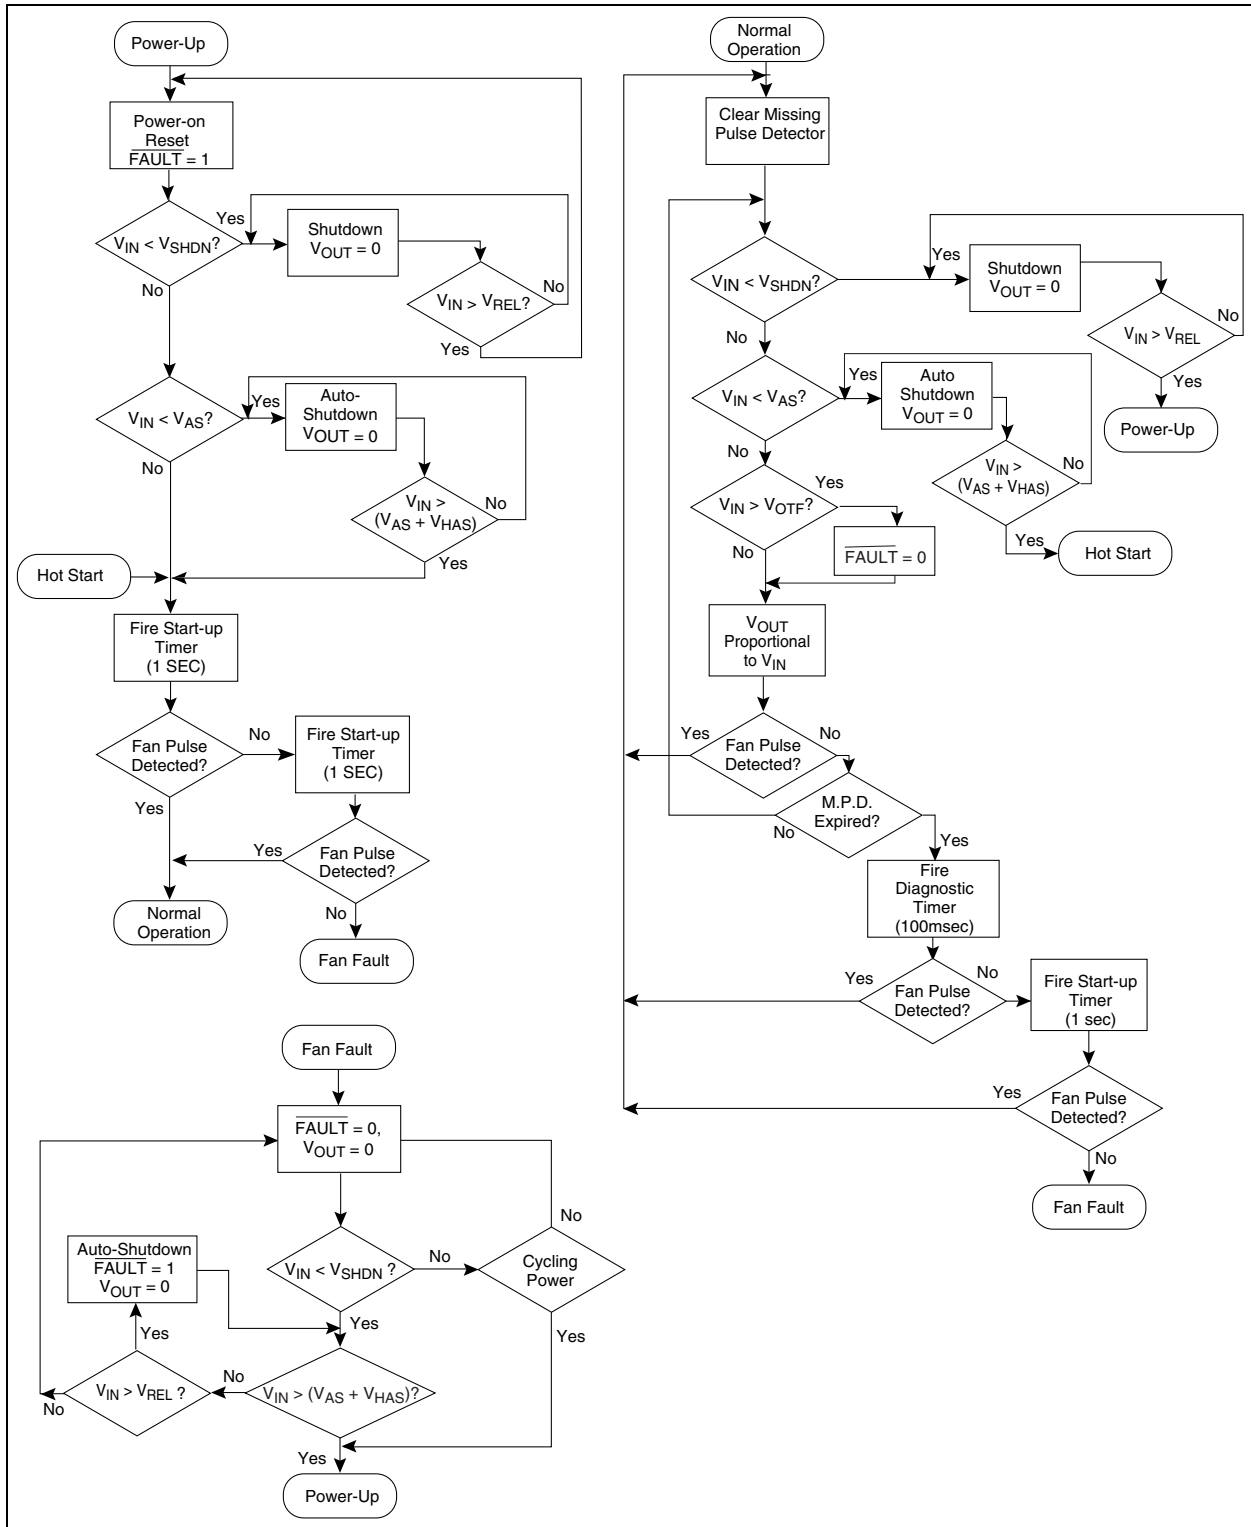 Power-Up
Power-on
Reset
FAULT = 1
VIN < VSHDN?
Yes
Shutdown
VOUT = 0
VIN > VREL?
No
Yes
No
VIN < VAS?
Yes
Auto-
Shutdown
VOUT = 0
VIN >
(VAS + VHAS)
No
Yes
No
Hot Start
Fire Start-up
Timer
(1 SEC)
Fan Pulse
Detected?
No
Fire Start-up
Timer
(1 SEC)
Yes
Fan Pulse
Detected?
Yes
No
Normal
Operation
Fan Fault
Fan Fault
FAULT = 0,
VOUT = 0
No
VIN < VSHDN ?
No
Cycling
Power
Auto-Shutdown
FAULT = 1
VOUT = 0
Yes
Yes
Yes
VIN > VREL ?
No
No
VIN > (VAS + VHAS)?
Yes
Power-Up
Normal
Operation
Clear Missing
Pulse Detector
VIN < VSHDN?
Yes
Shutdown
VOUT = 0
VIN > VREL
No
Yes
Power-Up
No
VIN < VAS?
Yes
Auto
Shutdown
VOUT = 0
VIN >
(VAS + VHAS)
No
Yes
Hot Start
No
VIN > VOTF?
Yes
FAULT = 0
No
VOUT
Proportional
to VIN
Fan Pulse
Detected?
Yes
No
M.P.D.
Expired?
No
Yes
Fire
Diagnostic
Timer
(100msec)
Fan Pulse
Detected?
Yes
No
Fire Start-up
Timer
(1 sec)
Fan Pulse
Detected?
Yes
No
Fan Fault